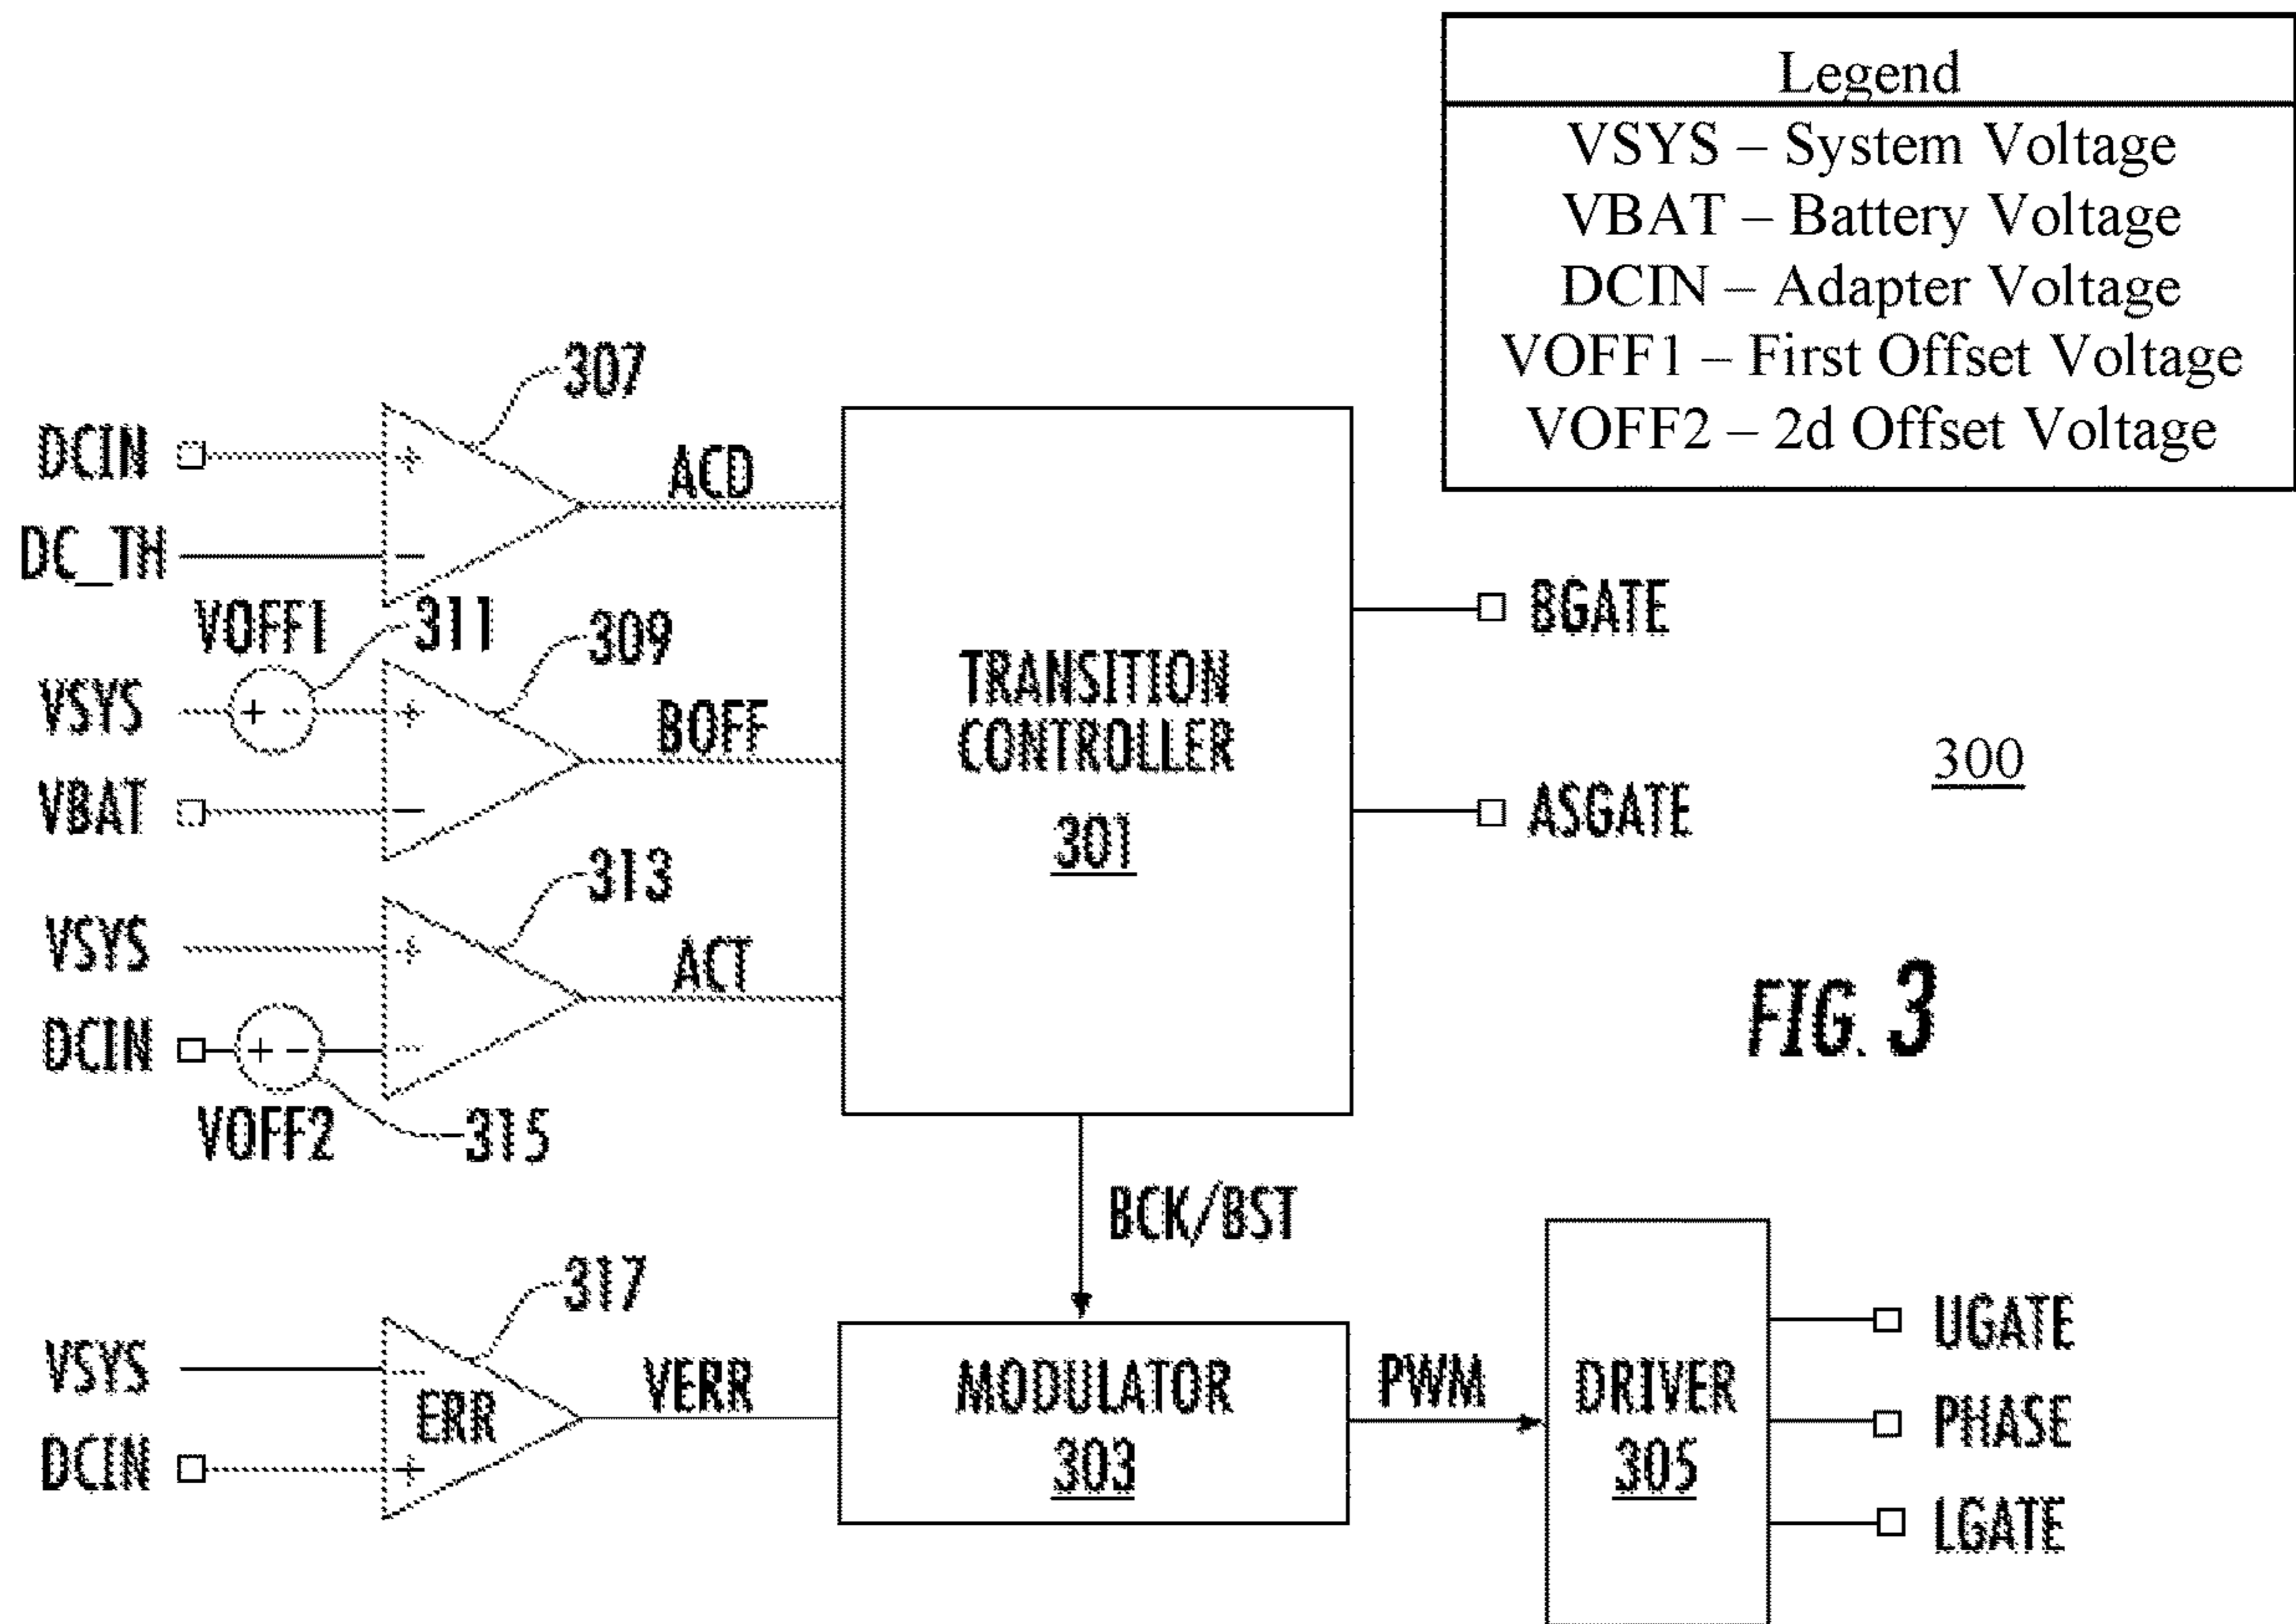 Legend
VSYS – System Voltage
VBAT – Battery Voltage
DCIN – Adapter Voltage
VOFF1 – First Offset Voltage
VOFF2 – 2d Offset Voltage
307
DCIN
+
ACD
DC_TH
−
VOFF1
311
309
VSYS
+ -
+
BOFF
VBAT
−
313
VSYS
+
ACT
DCIN
+ −
-
VOFF2
315
TRANSITION
CONTROLLER
301
BGATE
ASGATE
300
FIG. 3
BCK/BST
317
VSYS
-
ERR
VERR
DCIN
+
MODULATOR
303
PWM
DRIVER
305
UGATE
PHASE
LGATE